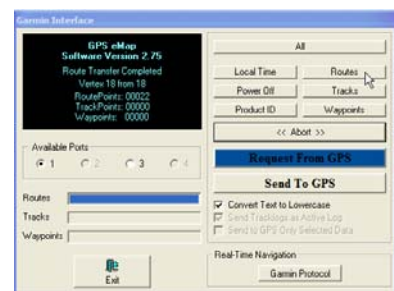 Garmin Interface
GPS eMap
Software Version 2.75
Route Transfer Completed
Vertex 18 from 18
RoutePoints: 00022
TrackPoints: 00000
Waypoints: 00000
Available Ports
1 2 3 4
Routes
Tracks
Waypoints
Exit
All
Local Time Routes
Power Off Tracks
Product ID Waypoints
<< Abort >>
Request From GPS
Send To GPS
Convert Text to Lowercase
Send Tracklogs as Active Log
Send to GPS Only Selected Data
Real-Time Navigation
Garmin Protocol